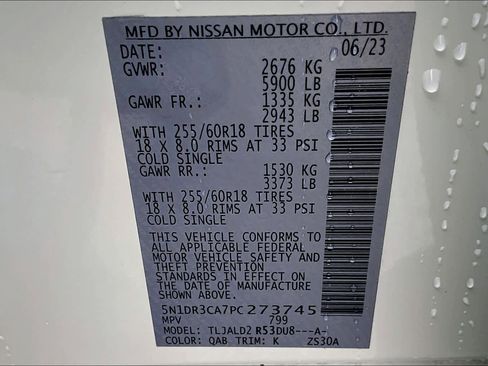 MFD BY NISSAN MOTOR CO., LTD.
DATE: 06/23
GVWR: 2676 KG
5900 LB
GAWR FR.: 1335 KG
2943 LB
WITH 255/60R18 TIRES
18 X 8.0 RIMS AT 33 PSI
COLD SINGLE
GAWR RR.: 1530 KG
3373 LB
WITH 255/60R18 TIRES
18 X 8.0 RIMS AT 33 PSI
COLD SINGLE
THIS VEHICLE CONFORMS TO
ALL APPLICABLE FEDERAL
MOTOR VEHICLE SAFETY AND
THEFT PREVENTION
STANDARDS IN EFFECT ON
THE DATE OF MANUFACTURE
SHOWN ABOVE.
5N1DR3CA7PC273745
MPV 799
MODEL: TLJALD2 R53DU8---A-
COLOR: QAB TRIM: K ZS30A